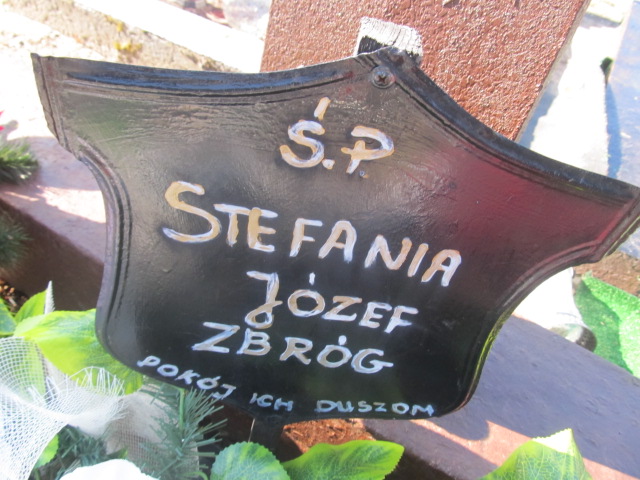 Ś.P.
STEFANIA
JÓZEF
ZBRÓG
POKÓJ ICH DUSZOM